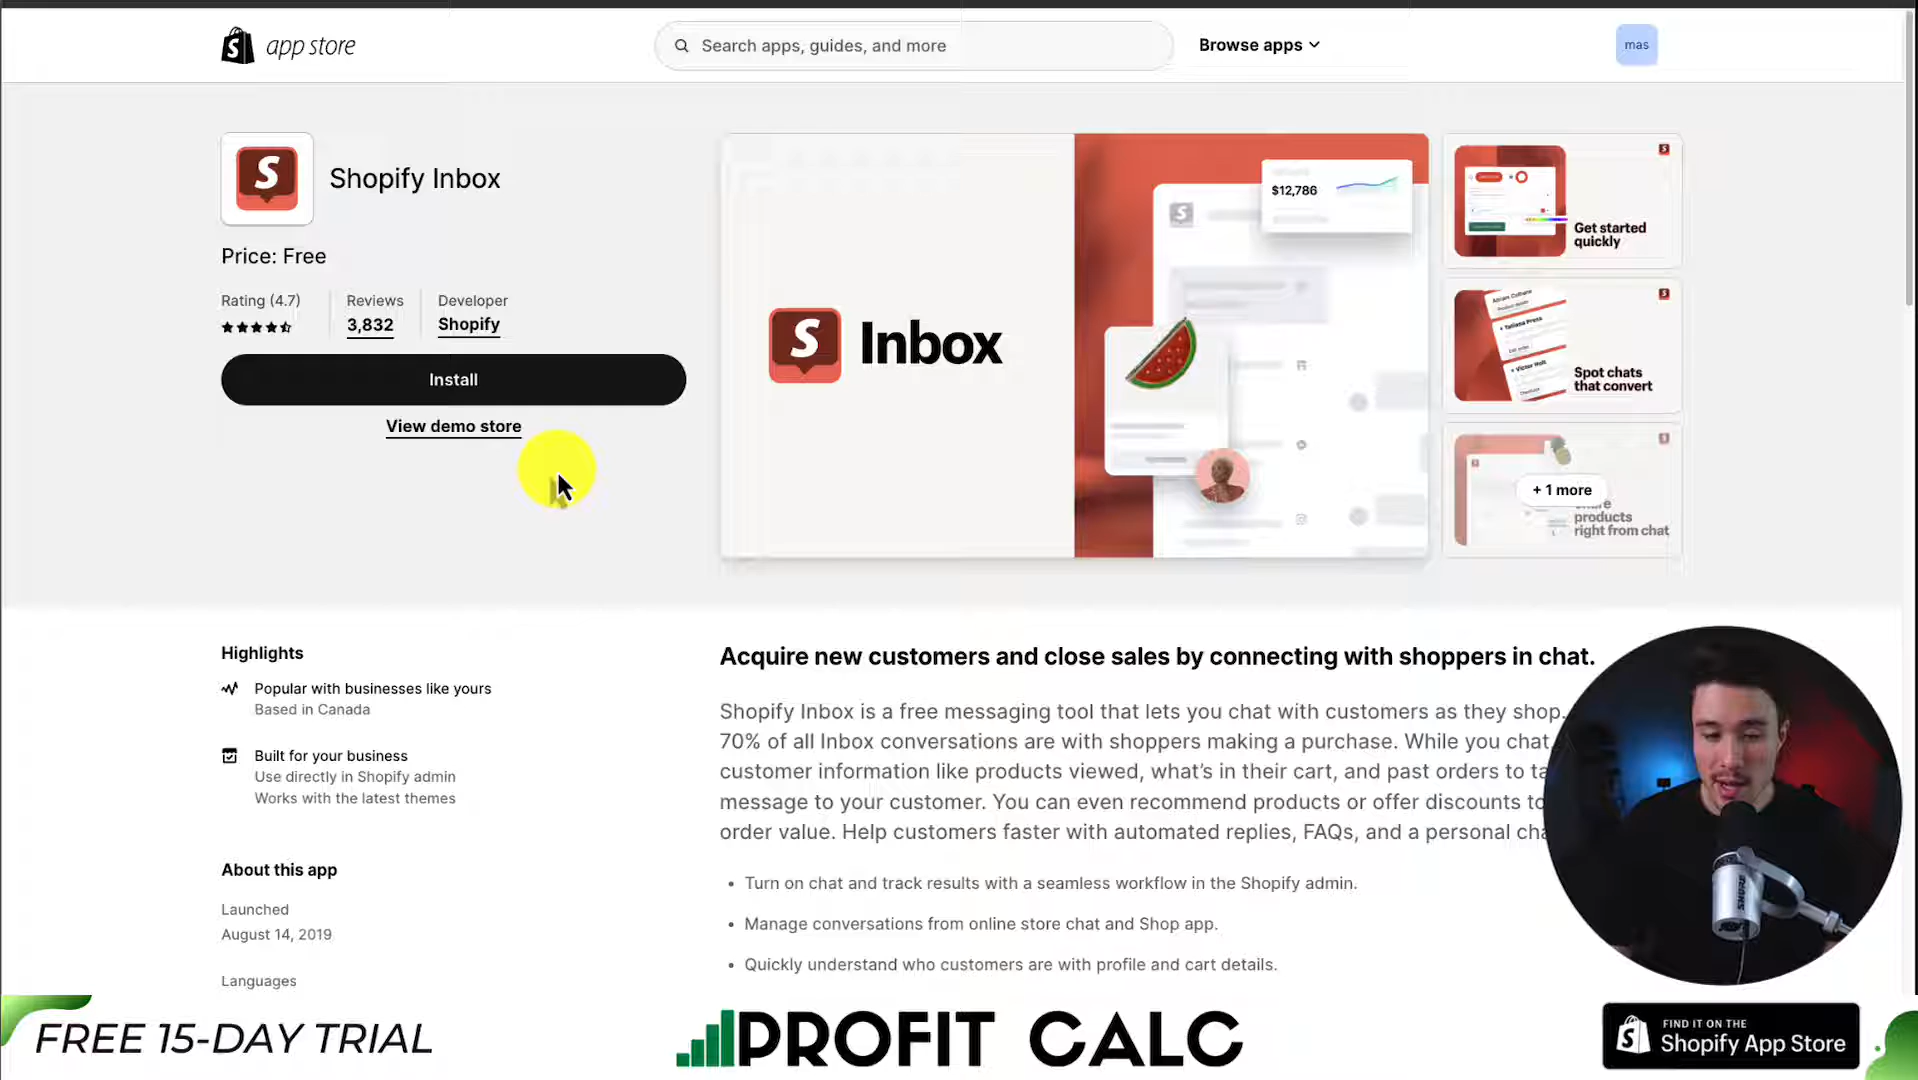 app store
Search apps, guides, and more
Browse apps
mas
Shopify Inbox
Price: Free
Rating (4.7)
Reviews
3,832
Developer
Shopify
Install
View demo store
Inbox
$12,786
Get started
quickly
Spot chats
that convert
+ 1 more
products
right from chat
Highlights
Popular with businesses like yours
Based in Canada
Built for your business
Use directly in Shopify admin
Works with the latest themes
About this app
Launched
August 14, 2019
Languages
Acquire new customers and close sales by connecting with shoppers in chat.
Shopify Inbox is a free messaging tool that lets you chat with customers as they shop.
70% of all Inbox conversations are with shoppers making a purchase. While you chat,
customer information like products viewed, what's in their cart, and past orders to ta
message to your customer. You can even recommend products or offer discounts to
order value. Help customers faster with automated replies, FAQs, and a personal cha
• Turn on chat and track results with a seamless workflow in the Shopify admin.
• Manage conversations from online store chat and Shop app.
• Quickly understand who customers are with profile and cart details.
SHURE
FREE 15-DAY TRIAL
PROFIT CALC
FIND IT ON THE
Shopify App Store